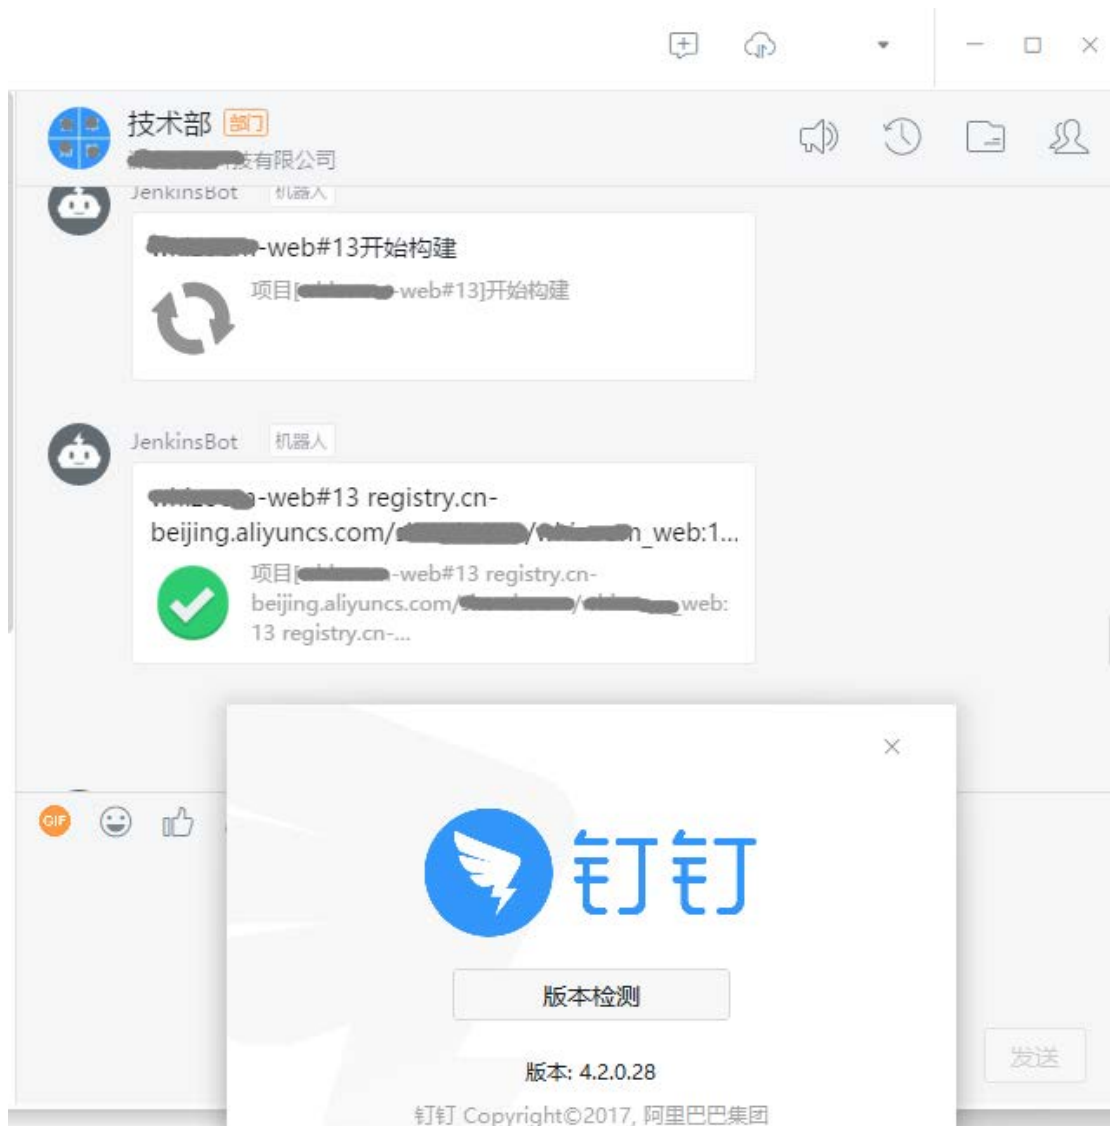 技术部 部门
技有限公司
JenkinsBot 机器人
-web#13开始构建
项目[-web#13]开始构建
JenkinsBot 机器人
-web#13 registry.cn-
beijing.aliyuncs.com/ / _web:1...
项目[-web#13 registry.cn-
beijing.aliyuncs.com/ / _web:
13 registry.cn-...
GIF
钉钉
版本检测
版本: 4.2.0.28
发送
钉钉 Copyright©2017, 阿里巴巴集团